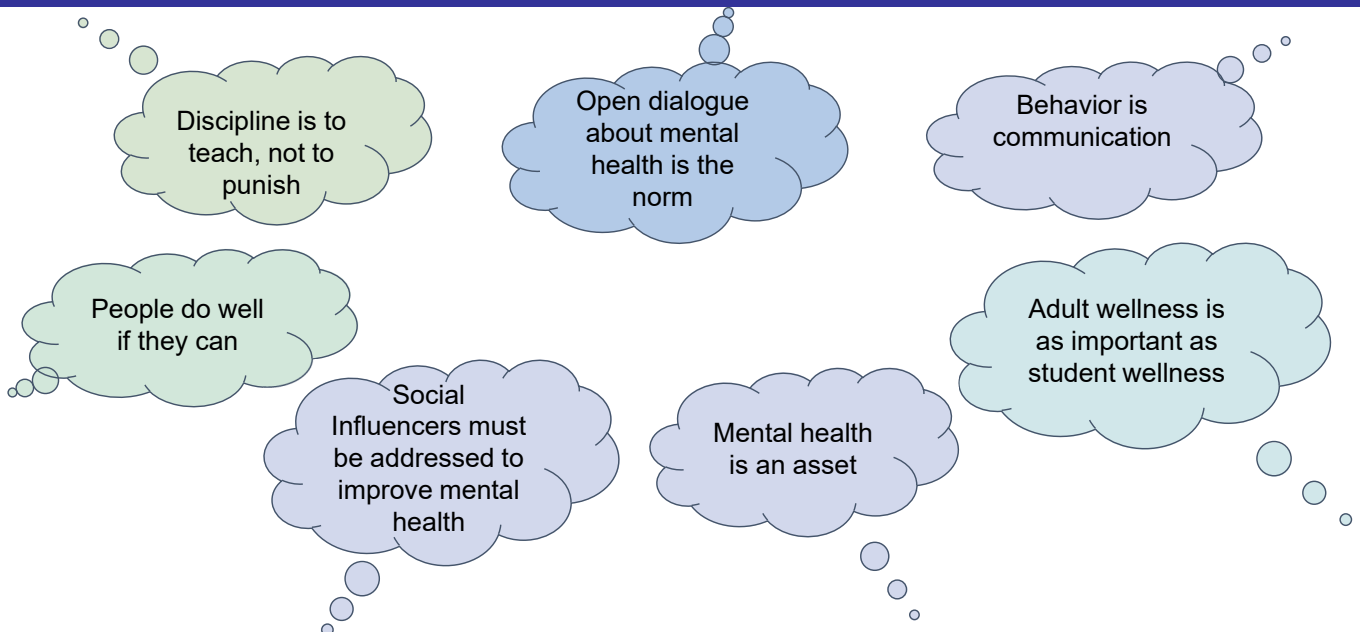 Discipline is to
teach, not to
punish
Open dialogue
about mental
health is the
norm
Behavior is
communication
People do well
if they can
Social
Influencers must
be addressed to
improve mental
health
Mental health
is an asset
Adult wellness is
as important as
student wellness